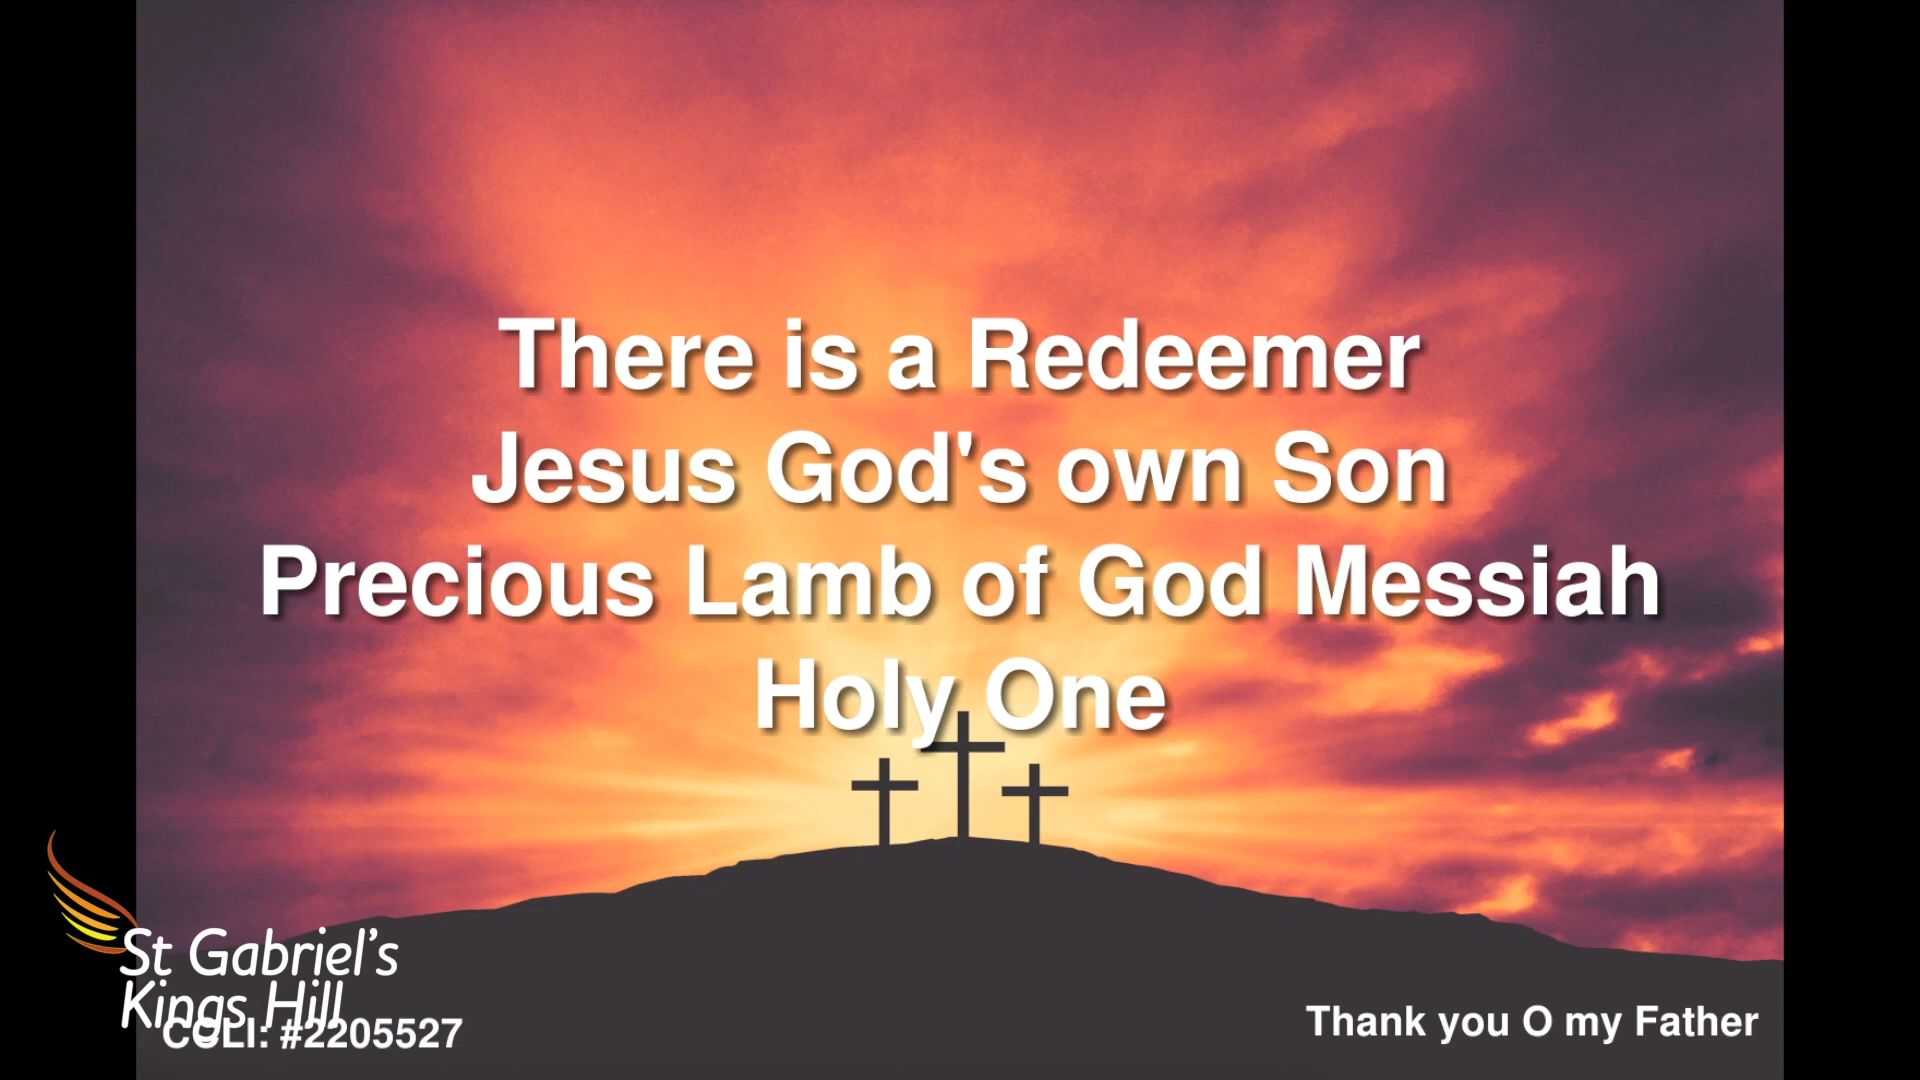 There is a Redeemer
Jesus God's own Son
Precious Lamb of God Messiah
Holy One
St Gabriel’s
Kings Hill
CCLI: #2205527
Thank you O my Father